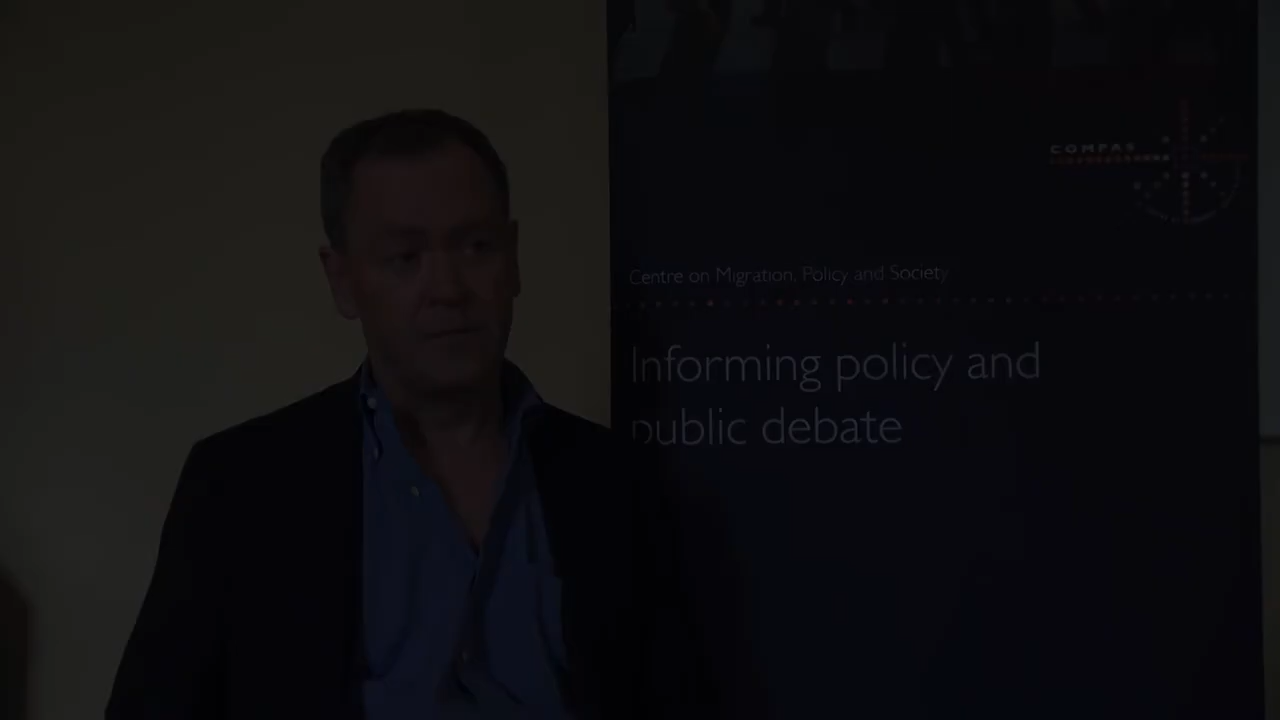 COMPAS
Centre on Migration, Policy and Society
Informing policy and
public debate